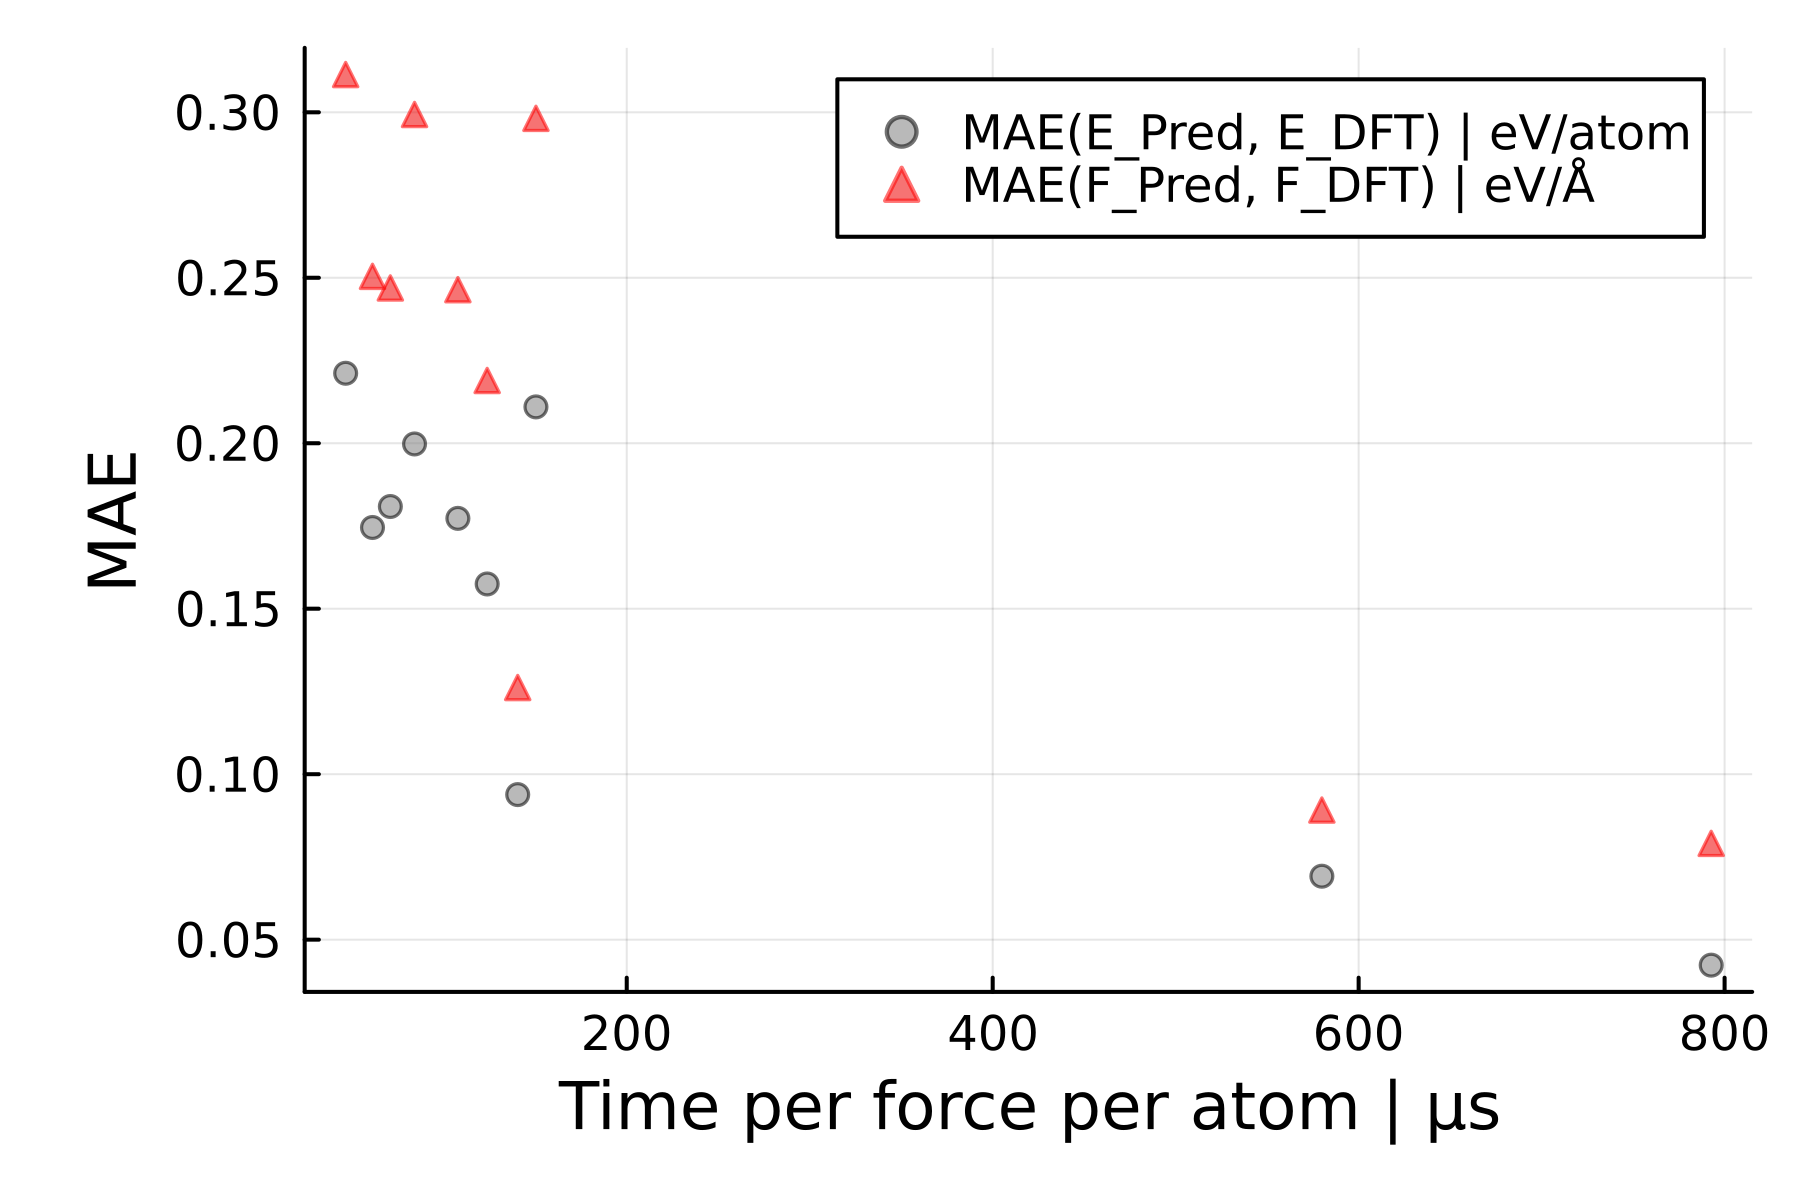 MAE(E_Pred, E_DFT) | eV/atom
MAE(F_Pred, F_DFT) | eV/Å
0.30
0.25
0.20
0.15
0.10
0.05
MAE
200 400 600 800
Time per force per atom | μs